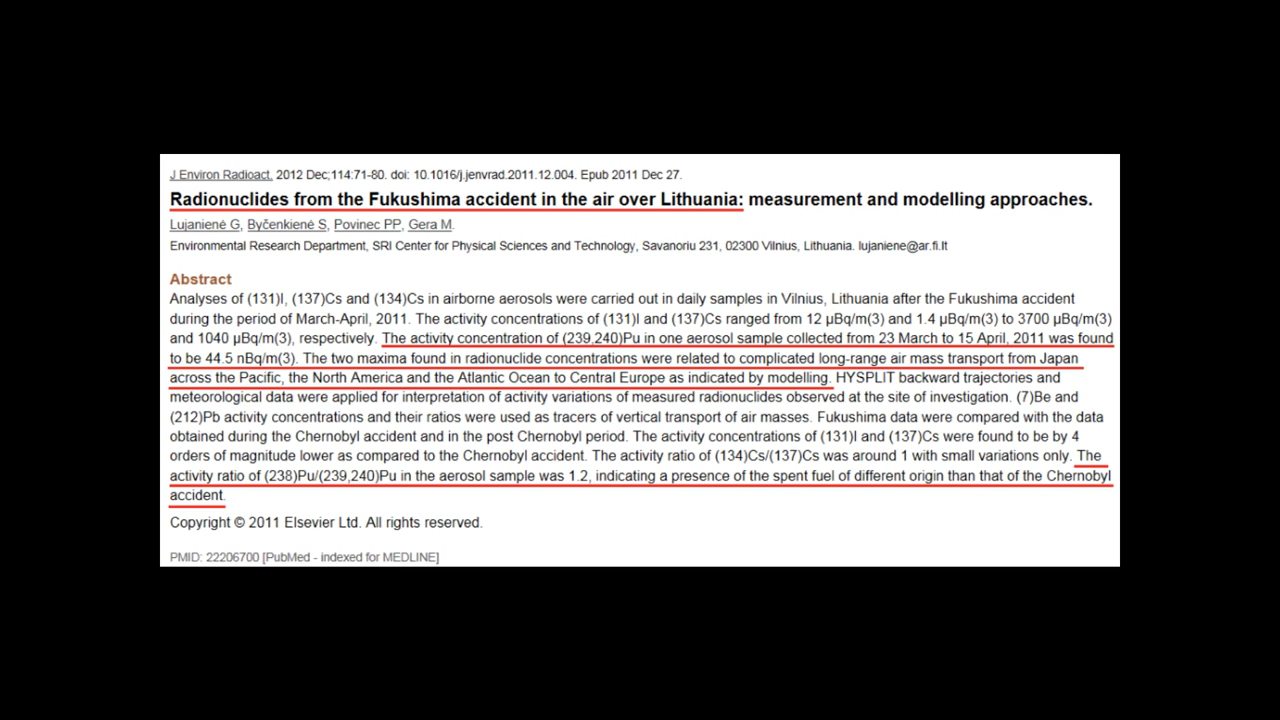 J Environ Radioact. 2012 Dec;114:71-80. doi: 10.1016/j.jenvrad.2011.12.004. Epub 2011 Dec 27.
Radionuclides from the Fukushima accident in the air over Lithuania: measurement and modelling approaches.
Lujanienė G, Byčenkienė S, Povinec PP, Gera M.
Environmental Research Department, SRI Center for Physical Sciences and Technology, Savanoriu 231, 02300 Vilnius, Lithuania. lujaniene@ar.fi.lt
Abstract
Analyses of (131)I, (137)Cs and (134)Cs in airborne aerosols were carried out in daily samples in Vilnius, Lithuania after the Fukushima accident
during the period of March-April, 2011. The activity concentrations of (131)I and (137)Cs ranged from 12 μBq/m(3) and 1.4 μBq/m(3) to 3700 μBq/m(3)
and 1040 μBq/m(3), respectively. The activity concentration of (239,240)Pu in one aerosol sample collected from 23 March to 15 April, 2011 was found
to be 44.5 nBq/m(3). The two maxima found in radionuclide concentrations were related to complicated long-range air mass transport from Japan
across the Pacific, the North America and the Atlantic Ocean to Central Europe as indicated by modelling. HYSPLIT backward trajectories and
meteorological data were applied for interpretation of activity variations of measured radionuclides observed at the site of investigation. (7)Be and
(212)Pb activity concentrations and their ratios were used as tracers of vertical transport of air masses. Fukushima data were compared with the data
obtained during the Chernobyl accident and in the post Chernobyl period. The activity concentrations of (131)I and (137)Cs were found to be by 4
orders of magnitude lower as compared to the Chernobyl accident. The activity ratio of (134)Cs/(137)Cs was around 1 with small variations only. The
activity ratio of (238)Pu/(239,240)Pu in the aerosol sample was 1.2, indicating a presence of the spent fuel of different origin than that of the Chernobyl
accident.
Copyright © 2011 Elsevier Ltd. All rights reserved.
PMID: 22206700 [PubMed - indexed for MEDLINE]